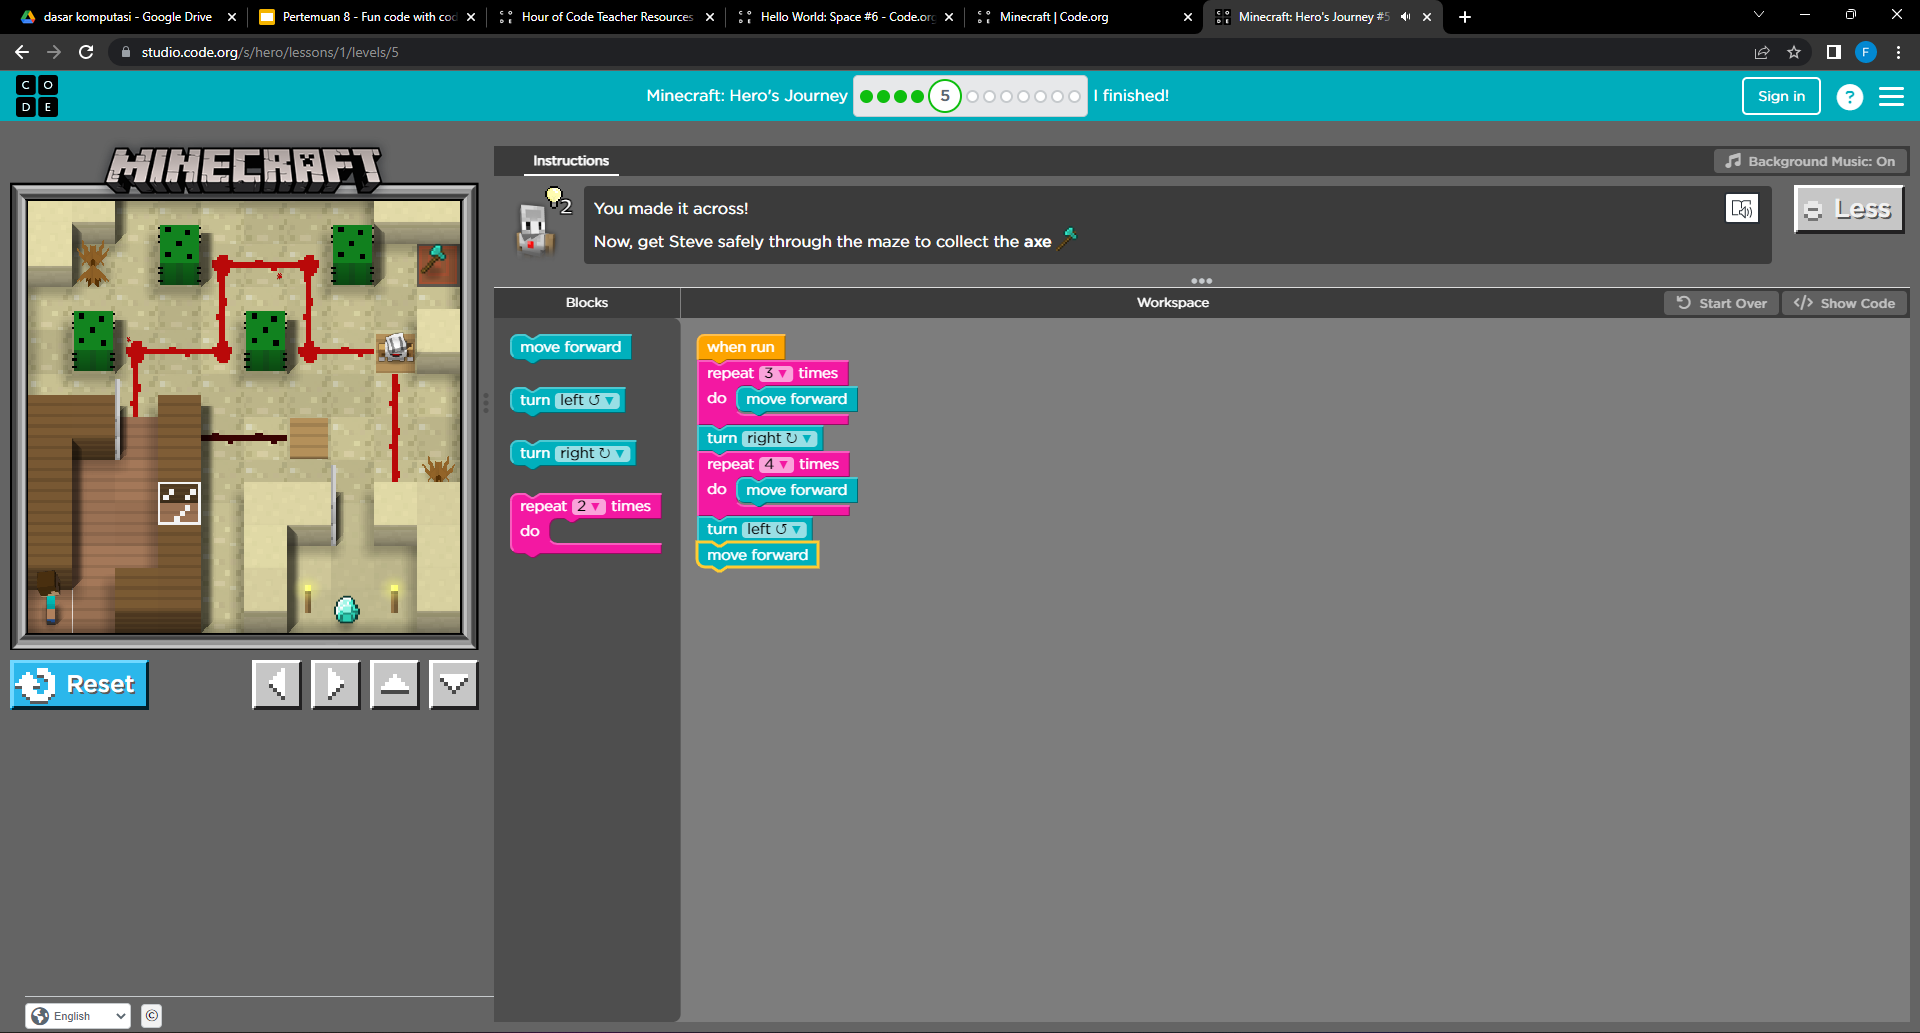 dasar komputasi - Google Drive
Pertemuan 8 - Fun code with cod
Hour of Code Teacher Resources
Hello World: Space #6 - Code.org
Minecraft | Code.org
Minecraft: Hero's Journey #5
studio.code.org/s/hero/lessons/1/levels/5
F
C O
D E
Minecraft: Hero's Journey
5
I finished!
Sign in
?
MINECRAFT
Instructions
Background Music: On
2
You made it across!
Now, get Steve safely through the maze to collect the axe
Less
Blocks
Workspace
Start Over
</> Show Code
move forward
turn left
turn right
repeat 2 times
do
when run
repeat 3 times
do move forward
turn right
repeat 4 times
do move forward
turn left
move forward
Reset
English
©